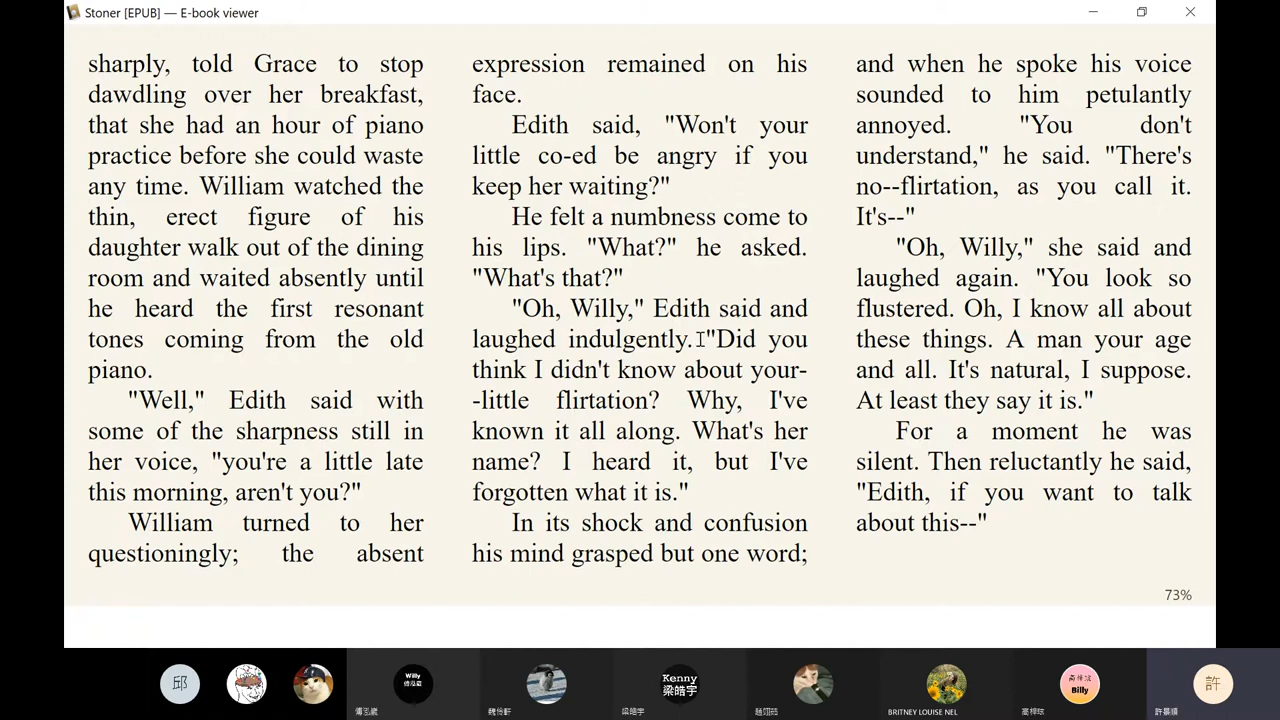 Stoner [EPUB] — E-book viewer
sharply, told Grace to stop
dawdling over her breakfast,
that she had an hour of piano
practice before she could waste
any time. William watched the
thin, erect figure of his
daughter walk out of the dining
room and waited absently until
he heard the first resonant
tones coming from the old
piano.
"Well," Edith said with
some of the sharpness still in
her voice, "you're a little late
this morning, aren't you?"
William turned to her
questioningly; the absent
expression remained on his
face.
Edith said, "Won't your
little co-ed be angry if you
keep her waiting?"
He felt a numbness come to
his lips. "What?" he asked.
"What's that?"
"Oh, Willy," Edith said and
laughed indulgently. "Did you
think I didn't know about your-
-little flirtation? Why, I've
known it all along. What's her
name? I heard it, but I've
forgotten what it is."
In its shock and confusion
his mind grasped but one word;
and when he spoke his voice
sounded to him petulantly
annoyed. "You don't
understand," he said. "There's
no--flirtation, as you call it.
It's--"
"Oh, Willy," she said and
laughed again. "You look so
flustered. Oh, I know all about
these things. A man your age
and all. It's natural, I suppose.
At least they say it is."
For a moment he was
silent. Then reluctantly he said,
"Edith, if you want to talk
about this--"
73%
邱
Willy
Kenny
梁皓宇
Billy
許
梁皓宇
BRITNEY LOUISE NEL